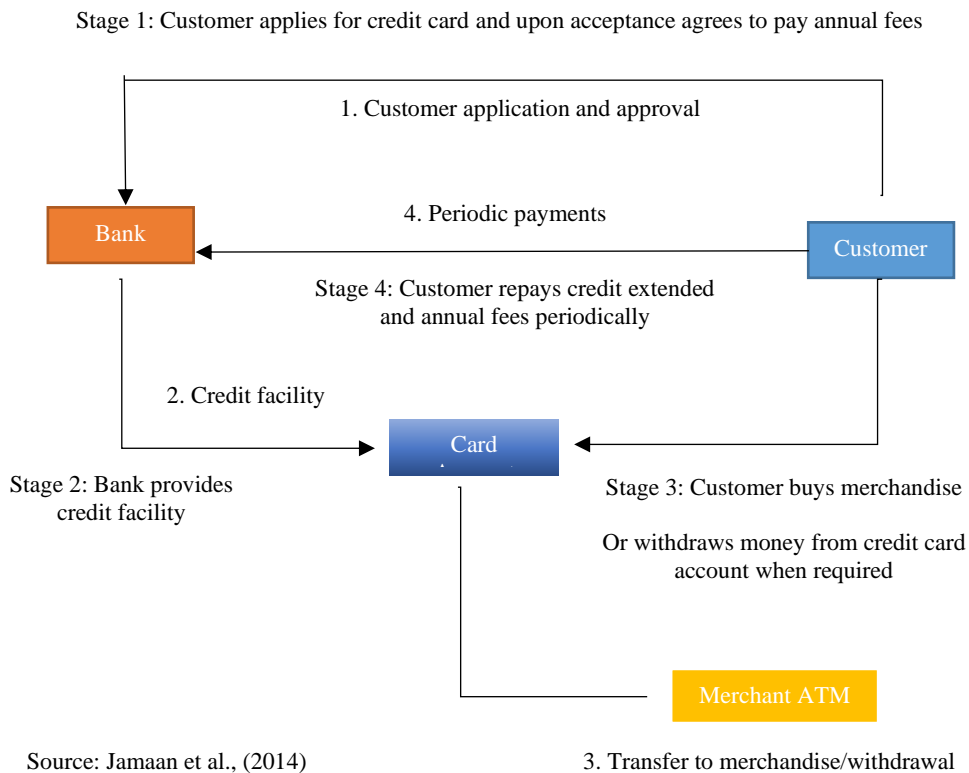 Stage 1: Customer applies for credit card and upon acceptance agrees to pay annual fees
1. Customer application and approval
Bank
4. Periodic payments
Customer
Stage 4: Customer repays credit extended
and annual fees periodically
2. Credit facility
Card
Stage 2: Bank provides
credit facility
Stage 3: Customer buys merchandise
Or withdraws money from credit card
account when required
Merchant ATM
Source: Jamaan et al., (2014)
3. Transfer to merchandise/withdrawal